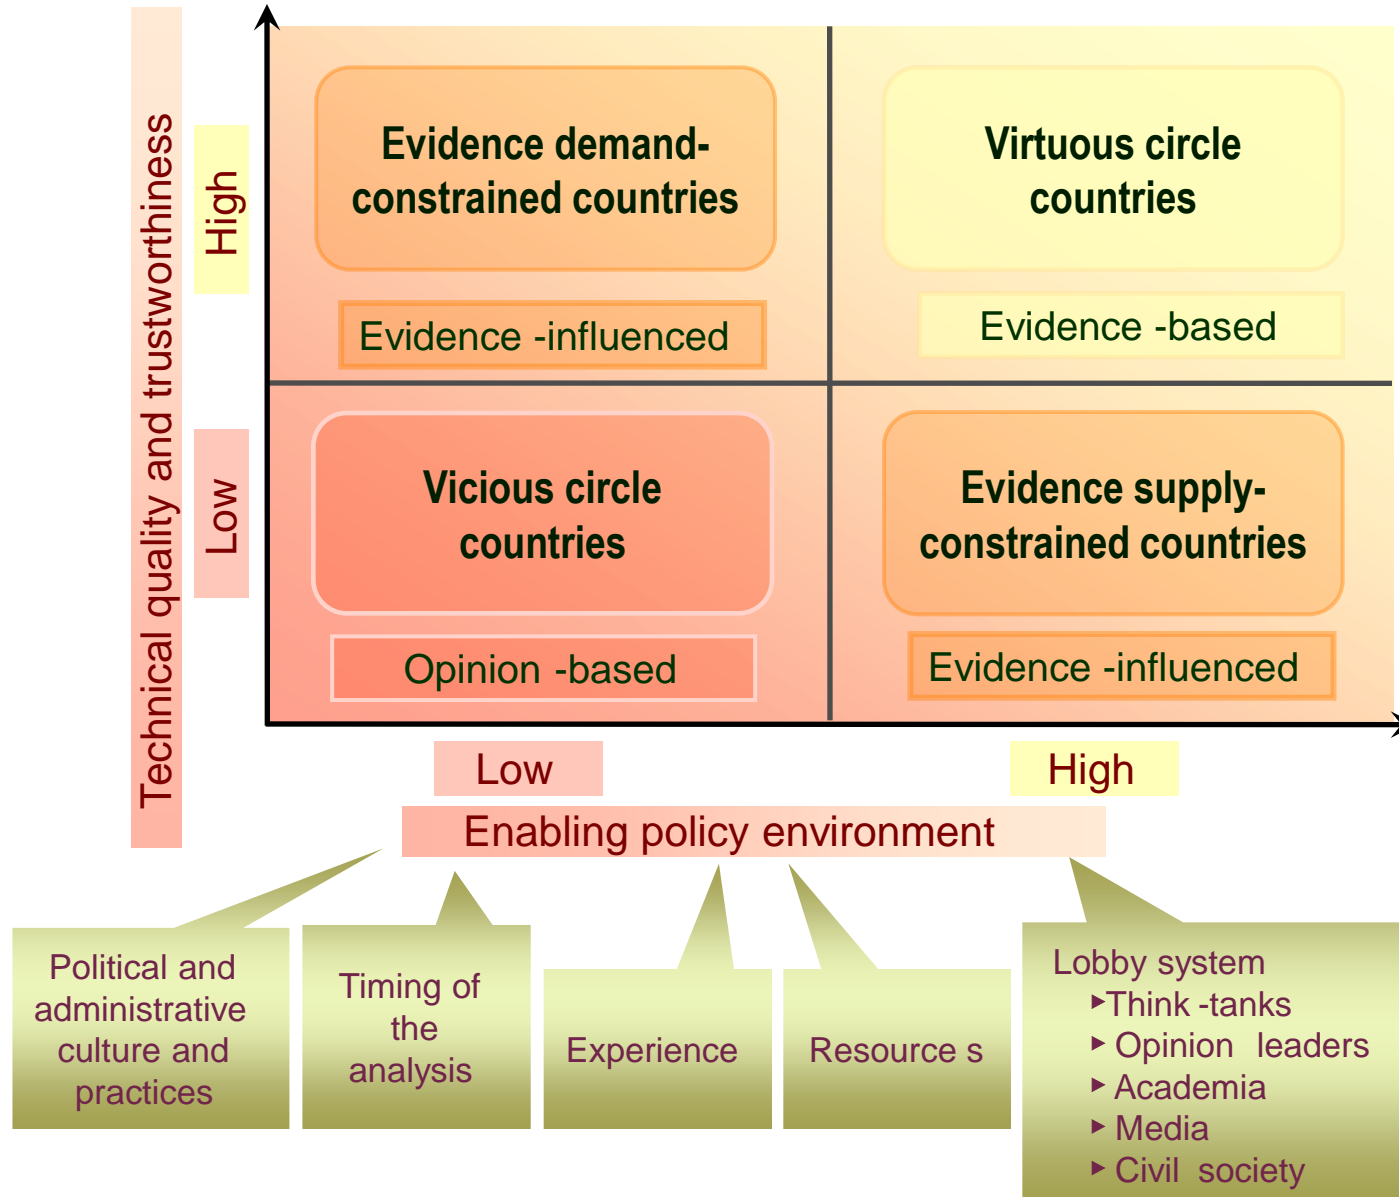 Technical quality and trustworthiness
High
Low
Evidence demand-
constrained countries
Evidence -influenced
Virtuous circle
countries
Evidence -based
Vicious circle
countries
Opinion -based
Evidence supply-
constrained countries
Evidence -influenced
Low
High
Enabling policy environment
Political and
administrative
culture and
practices
Timing of
the
analysis
Experience
Resource s
Lobby system
▸Think -tanks
▸ Opinion leaders
▸ Academia
▸ Media
▸ Civil society